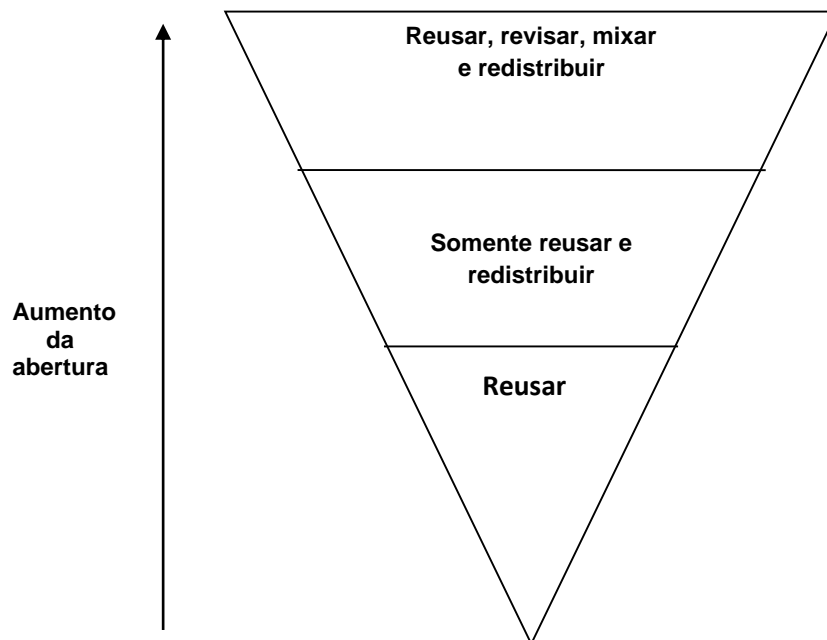 Reusar, revisar, mixar
e redistribuir
Somente reusar e
redistribuir
Aumento
da
abertura
Reusar